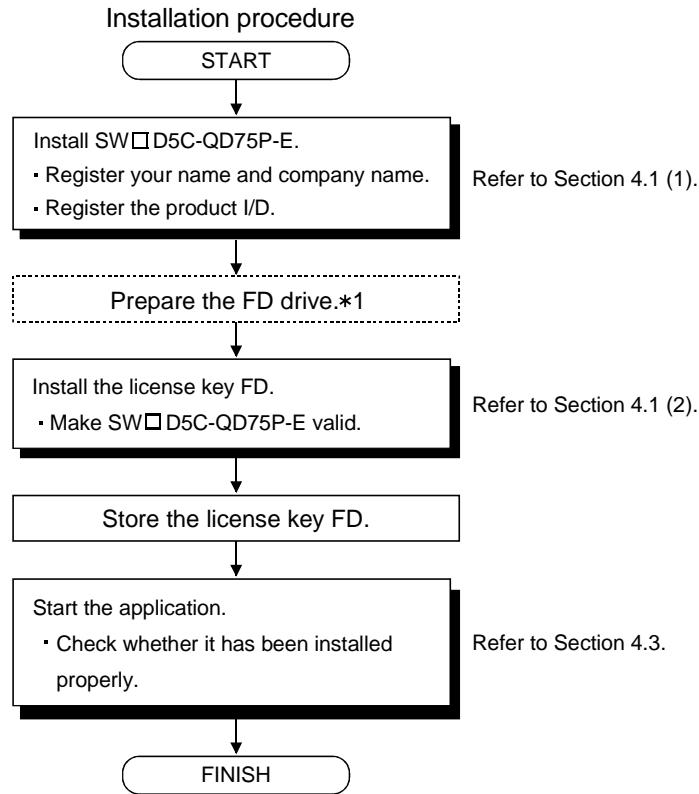 Installation procedure
START
Install SW□D5C-QD75P-E.
· Register your name and company name.
· Register the product I/D.
Refer to Section 4.1 (1).
Prepare the FD drive.*1
Install the license key FD.
· Make SW□D5C-QD75P-E valid.
Refer to Section 4.1 (2).
Store the license key FD.
Start the application.
· Check whether it has been installed
properly.
Refer to Section 4.3.
FINISH